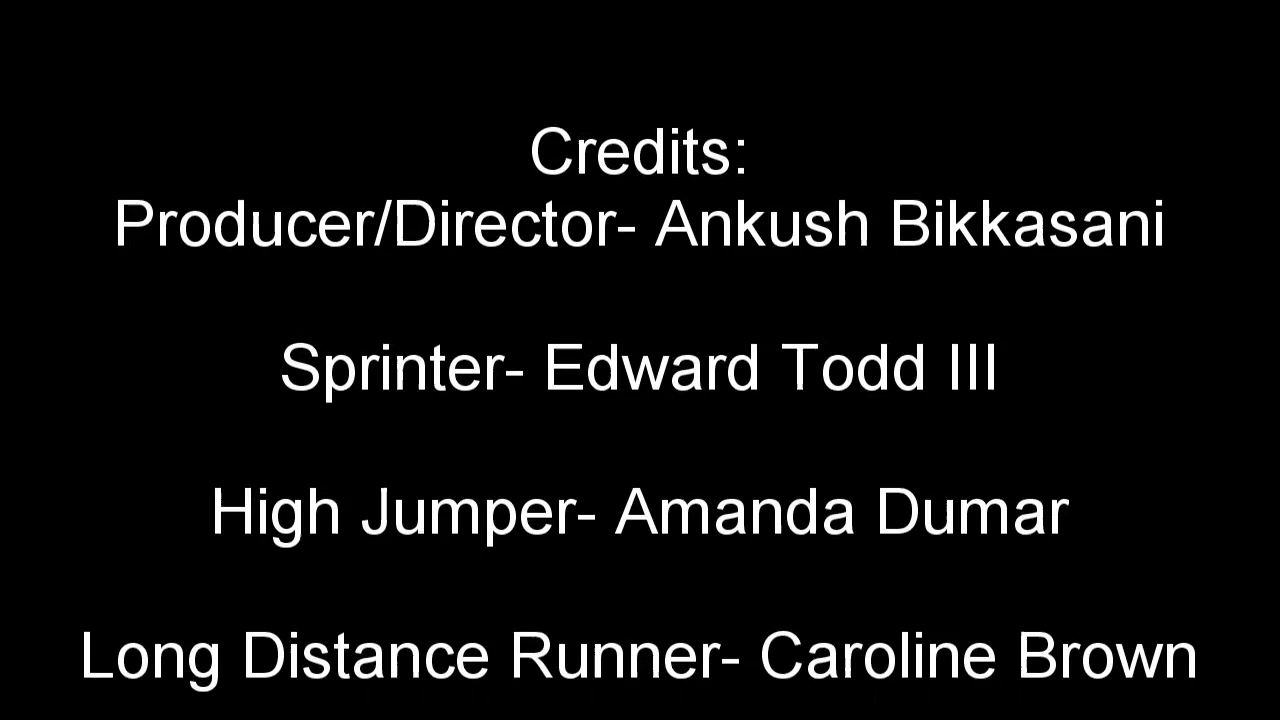 Credits:
Producer/Director- Ankush Bikkasani
Sprinter- Edward Todd III
High Jumper- Amanda Dumar
Long Distance Runner- Caroline Brown